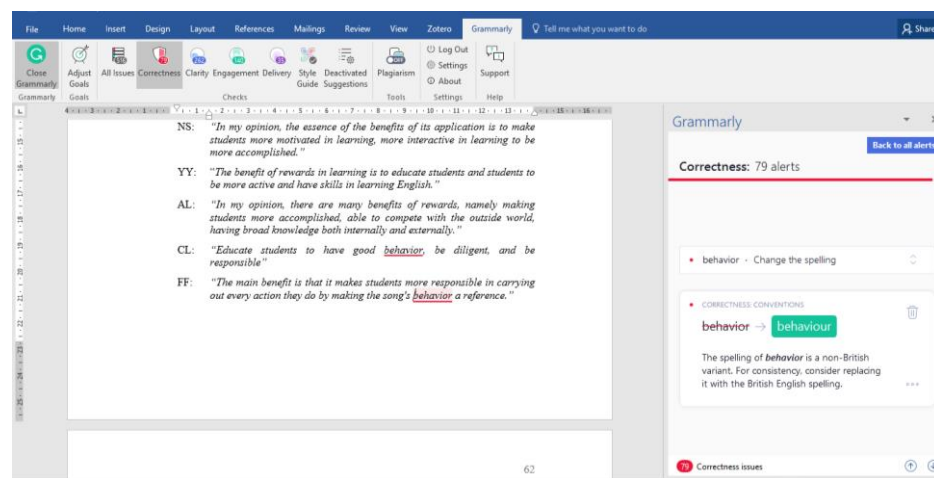 File Home Insert Design Layout References Mailings Review View Zotero Grammarly Tell me what you want to do Share
Close Grammarly
Adjust Goals
All Issues
Correctness
Clarity
Engagement
Delivery
Style Guide
Deactivated Suggestions
Plagiarism
Log Out
Settings
About
Support
Grammarly Goals Checks Tools Settings Help
NS: "In my opinion, the essence of the benefits of its application is to make
students more motivated in learning, more interactive in learning to be
more accomplished."
YY: "The benefit of rewards in learning is to educate students and students to
be more active and have skills in learning English."
AL: "In my opinion, there are many benefits of rewards, namely making
students more accomplished, able to compete with the outside world,
having broad knowledge both internally and externally."
CL: "Educate students to have good behavior, be diligent, and be
responsible"
FF: "The main benefit is that it makes students more responsible in carrying
out every action they do by making the song's behavior a reference."
62
Grammarly
Back to all alerts
Correctness: 79 alerts
behavior · Change the spelling
CORRECTNESS: CONVENTIONS
behavior → behaviour
The spelling of behavior is a non-British
variant. For consistency, consider replacing
it with the British English spelling.
79 Correctness issues